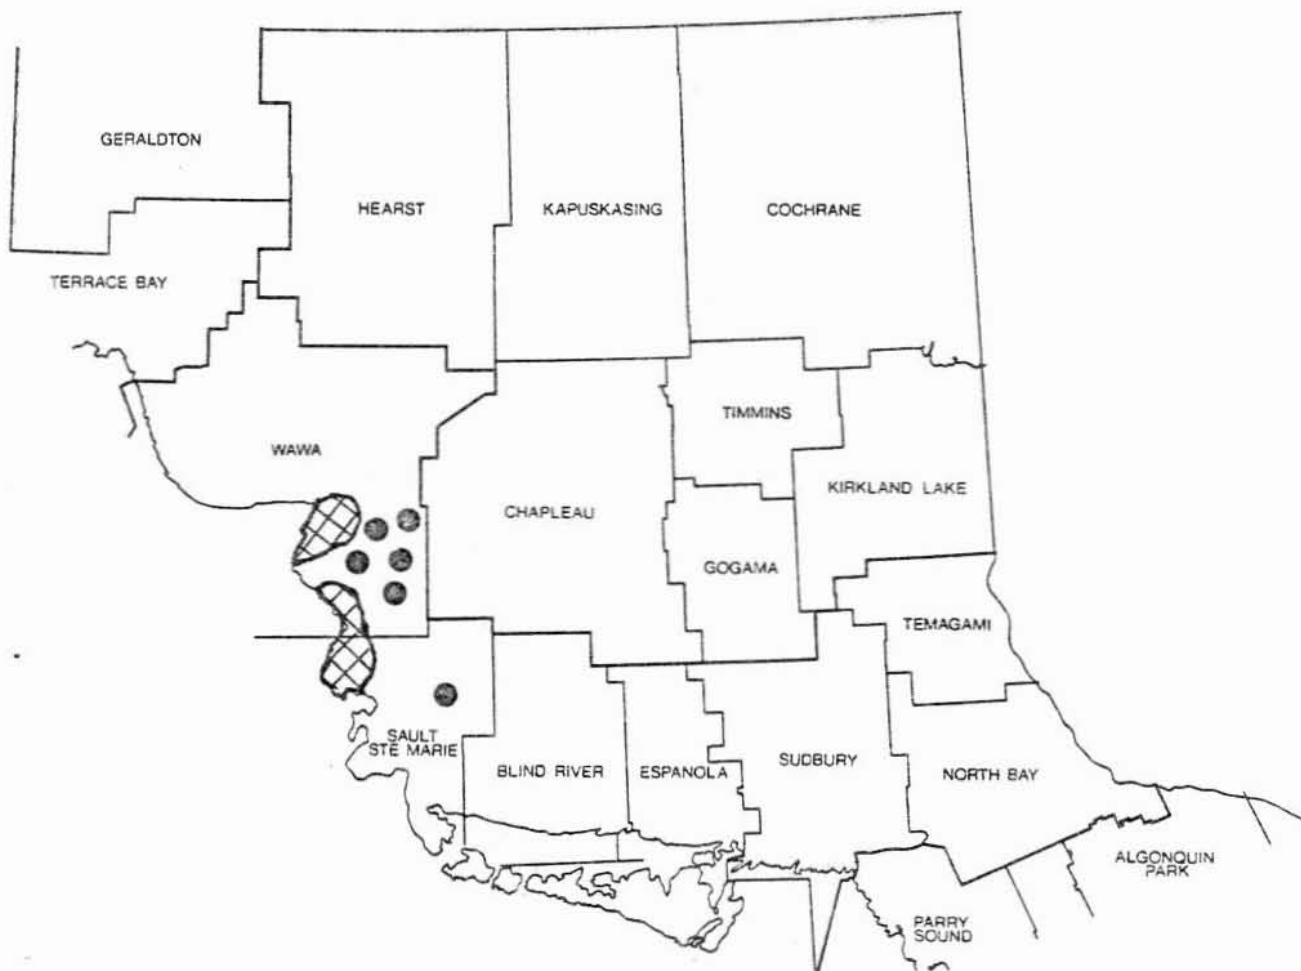 GERALDTON
HEARST
KAPUSKASING
COCHRANE
TERRACE BAY
TIMMINS
WAWA
KIRKLAND LAKE
CHAPLEAU
GOGAMA
TEMAGAMI
SAULT
STE MARIE
BLIND RIVER
ESPANOLA
SUDBURY
NORTH BAY
ALGONQUIN
PARK
PARRY
SOUND